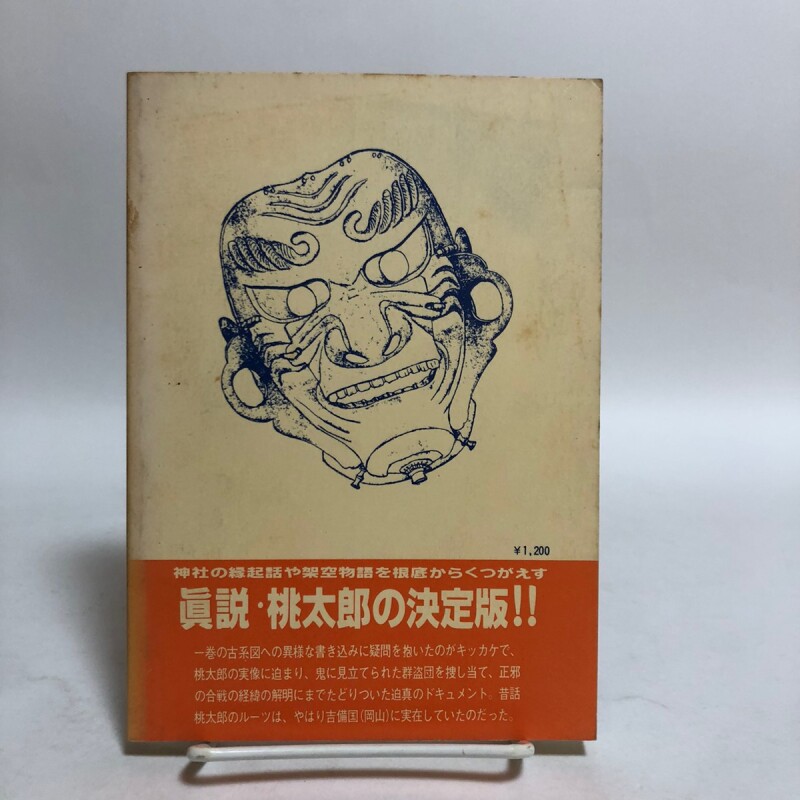 ¥1,200
神社の縁起話や架空物語を根底からくつがえす
眞説・桃太郎の決定版!!
一巻の古系図への異様な書き込みに疑問を抱いたのがキッカケで、
桃太郎の実像に迫まり、鬼に見立てられた群盗団を捜し当て、正邪
の合戦の経緯の解明にまでたどりついた迫真のドキュメント。昔話
桃太郎のルーツは、やはり吉備国(岡山)に実在していたのだった。